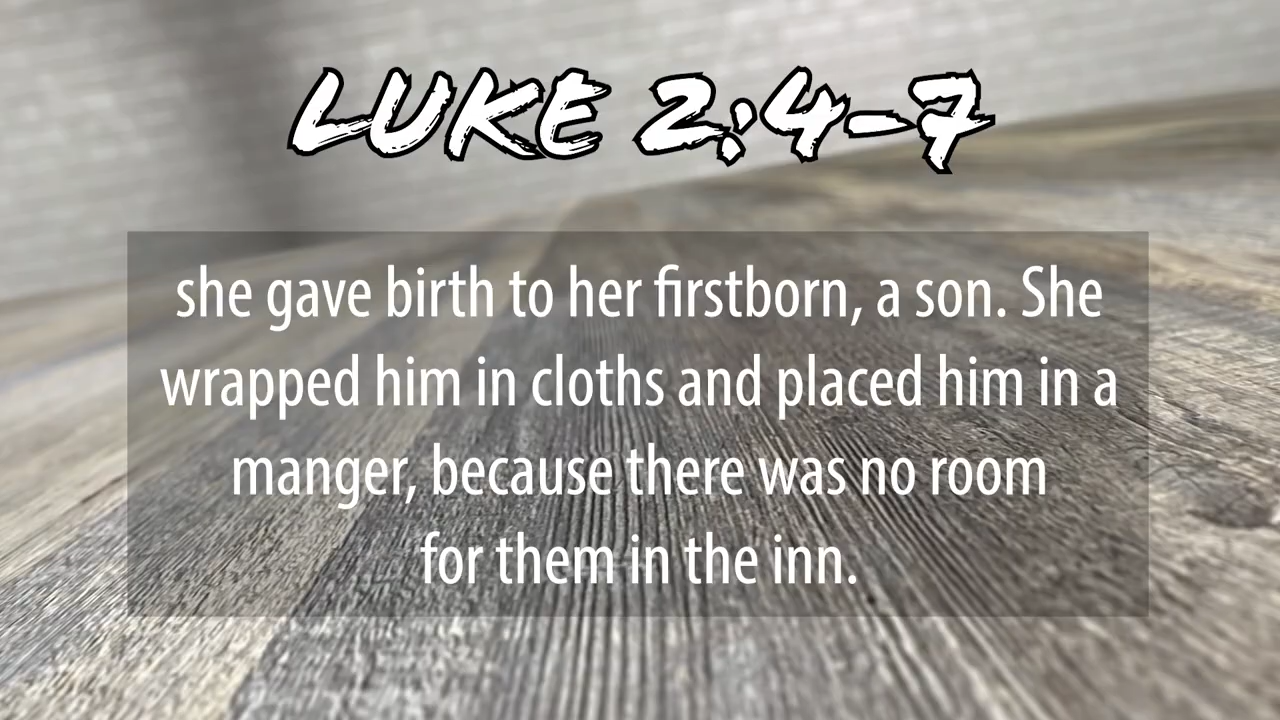 LUKE 2:4-7
she gave birth to her firstborn, a son. She
wrapped him in cloths and placed him in a
manger, because there was no room
for them in the inn.